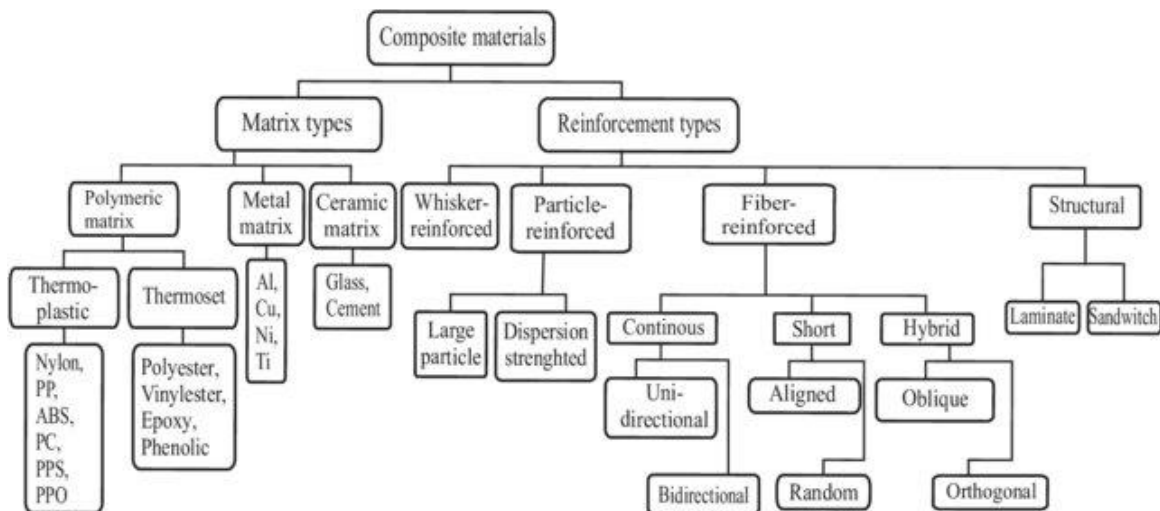 Composite materials
Matrix types
Reinforcement types
Polymeric
matrix
Metal
matrix
Ceramic
matrix
Whisker-
reinforced
Particle-
reinforced
Fiber-
reinforced
Structural
Thermo-
plastic
Thermoset
Al,
Cu,
Ni,
Ti
Glass,
Cement
Large
particle
Dispersion
strenghted
Continous
Short
Hybrid
Laminate
Sandwitch
Nylon,
PP,
ABS,
PC,
PPS,
PPO
Polyester,
Vinylester,
Epoxy,
Phenolic
Uni-
directional
Aligned
Oblique
Bidirectional
Random
Orthogonal